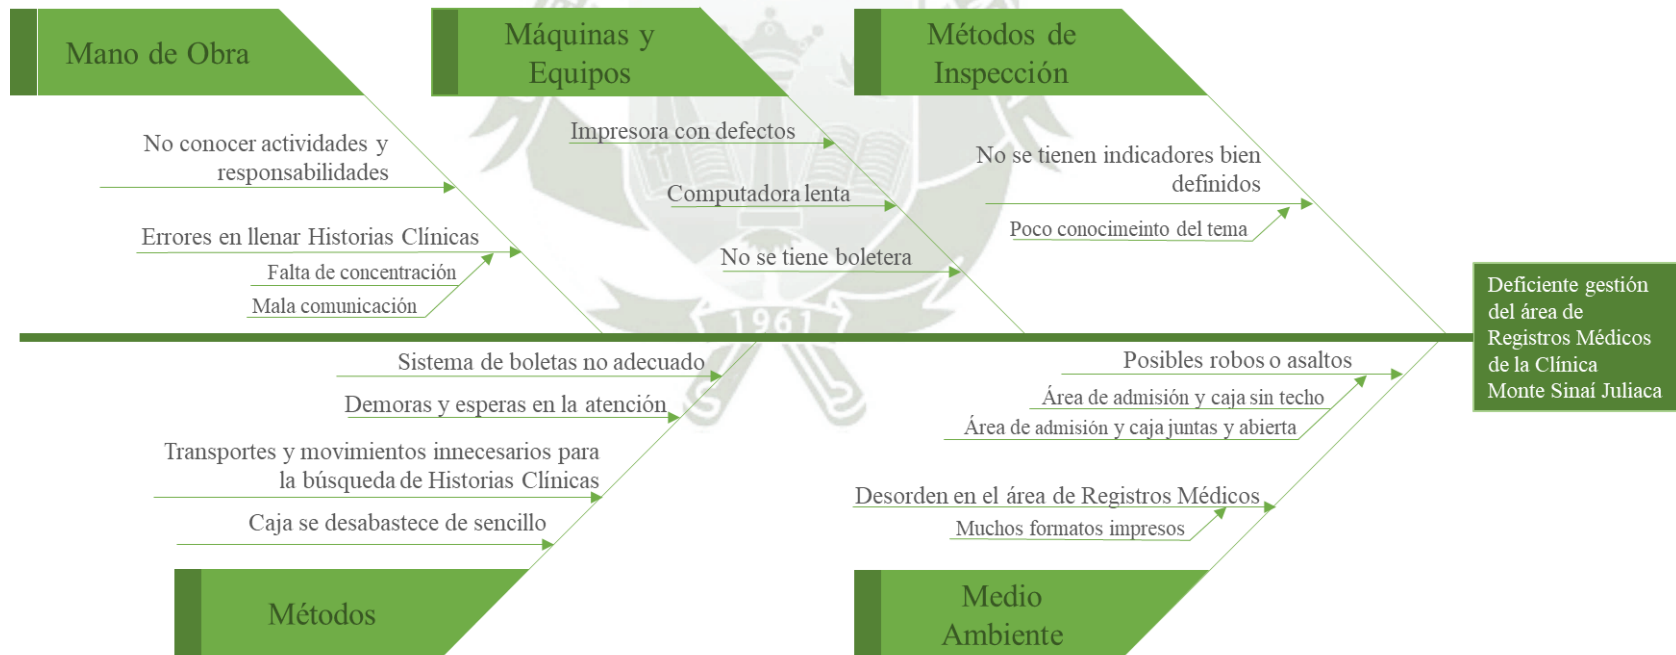 Mano de Obra
No conocer actividades y
responsabilidades
Errores en llenar Historias Clínicas
Falta de concentración
Mala comunicación
Máquinas y
Equipos
Impresora con defectos
Computadora lenta
No se tiene boletera
Métodos de
Inspección
No se tienen indicadores bien
definidos
Poco conocimeinto del tema
1961
Deficiente gestión
del área de
Registros Médicos
de la Clínica
Monte Sinaí Juliaca
Sistema de boletas no adecuado
Demoras y esperas en la atención
Transportes y movimientos innecesarios para
la búsqueda de Historias Clínicas
Caja se desabastece de sencillo
Métodos
Posibles robos o asaltos
Área de admisión y caja sin techo
Área de admisión y caja juntas y abierta
Desorden en el área de Registros Médicos
Muchos formatos impresos
Medio
Ambiente